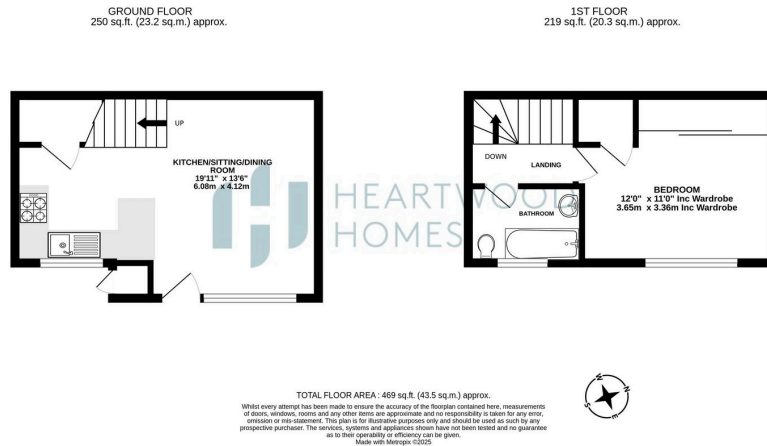 GROUND FLOOR
250 sq.ft. (23.2 sq.m.) approx.
1ST FLOOR
219 sq.ft. (20.3 sq.m.) approx.
UP
KITCHEN/SITTING/DINING
ROOM
19'11" x 13'6"
6.08m x 4.12m
DOWN
LANDING
BATHROOM
BEDROOM
12'0" x 11'0" Inc Wardrobe
3.65m x 3.36m Inc Wardrobe
HEARTWOOD
HOMES
N
E
S
W
TOTAL FLOOR AREA : 469 sq.ft. (43.5 sq.m.) approx.
Whilst every attempt has been made to ensure the accuracy of the floorplan contained here, measurements
of doors, windows, rooms and any other items are approximate and no responsibility is taken for any error,
omission or mis-statement. This plan is for illustrative purposes only and should be used as such by any
prospective purchaser. The services, systems and appliances shown have not been tested and no guarantee
as to their operability or efficiency can be given.
Made with Metropix ©2025